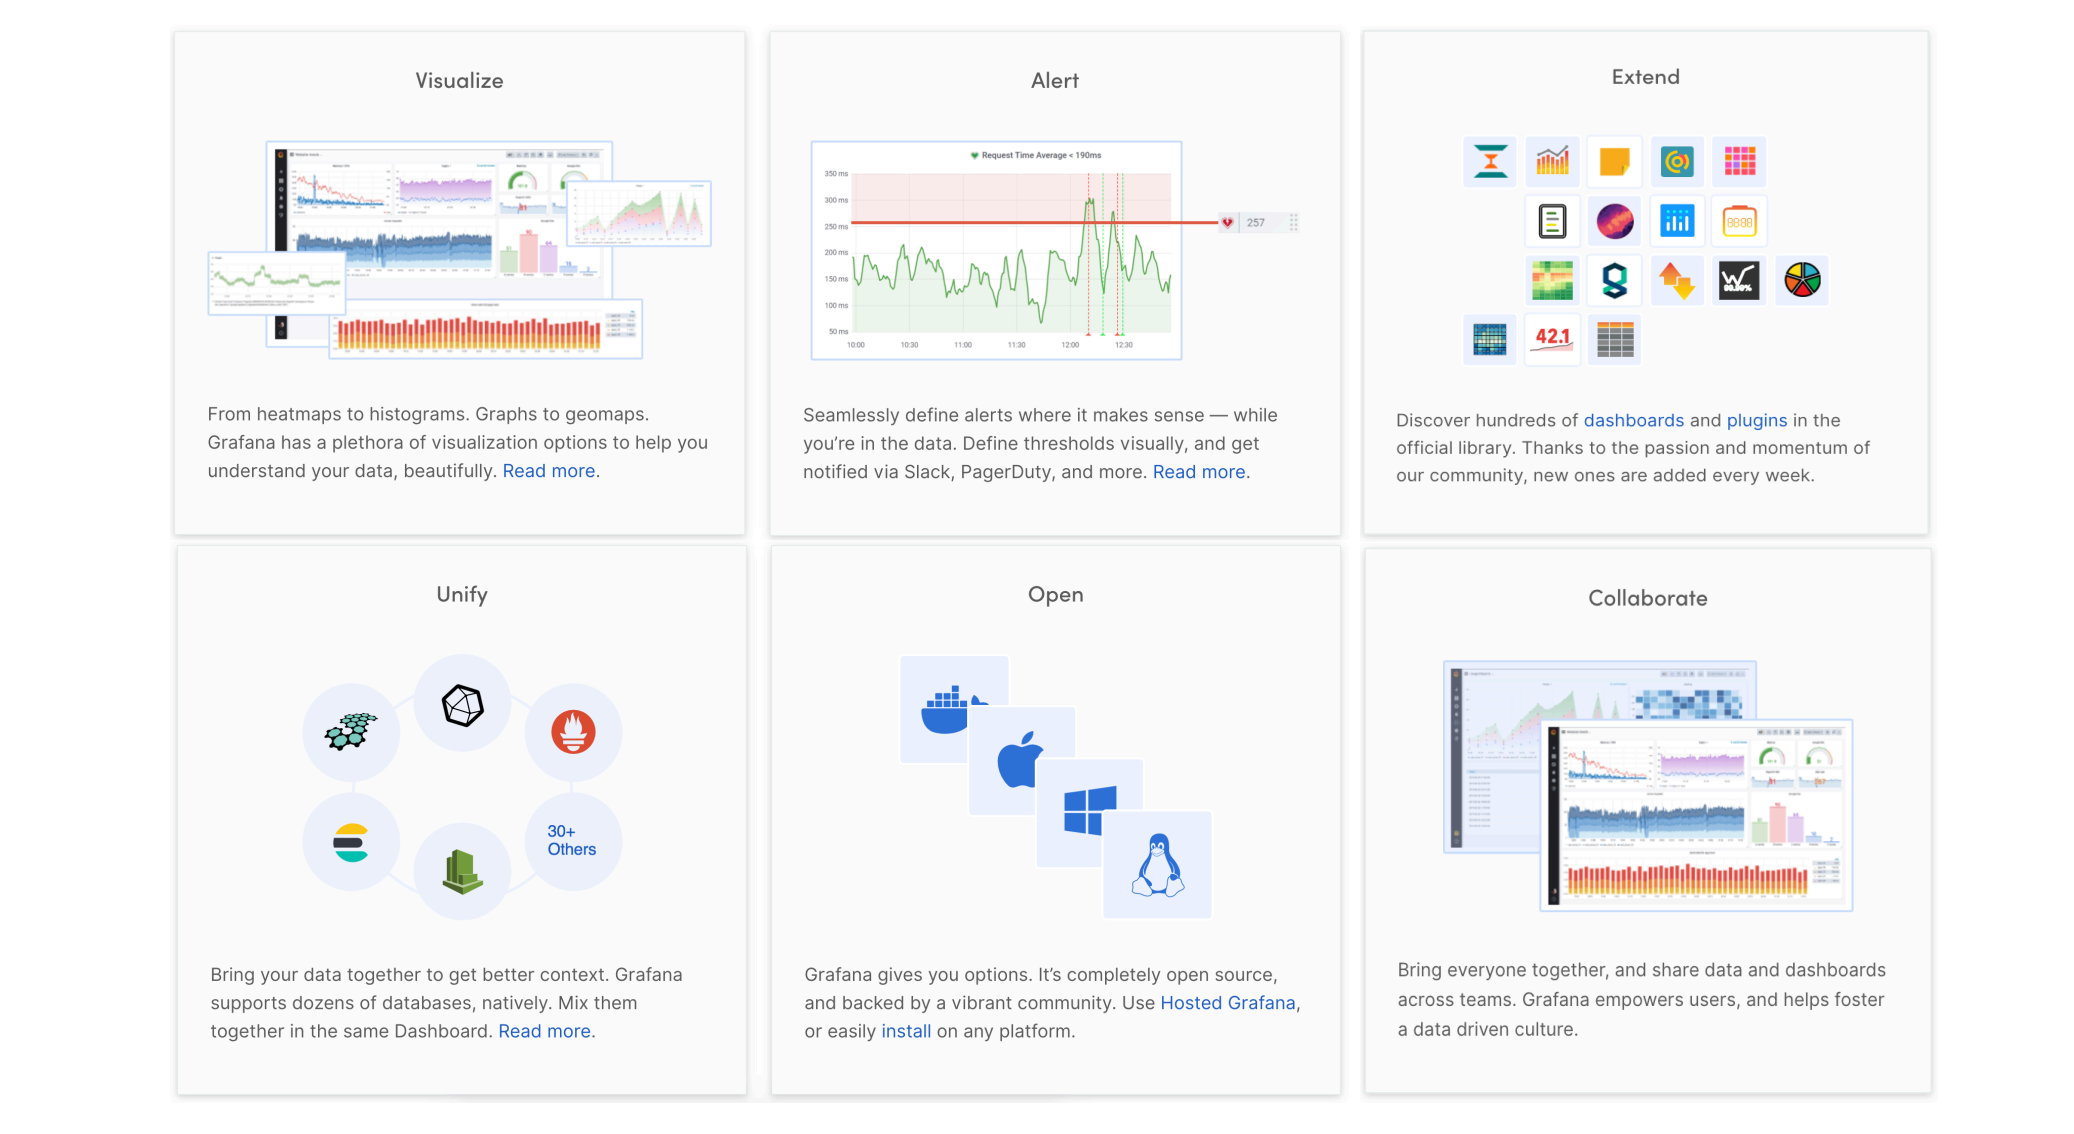 Visualize
From heatmaps to histograms. Graphs to geomaps.
Grafana has a plethora of visualization options to help you
understand your data, beautifully. Read more.
Alert
Request Time Average < 190ms
350 ms
300 ms
250 ms
200 ms
150 ms
100 ms
50 ms
257
10:00
10:30
11:00
11:30
12:00
12:30
Seamlessly define alerts where it makes sense — while
you’re in the data. Define thresholds visually, and get
notified via Slack, PagerDuty, and more. Read more.
Extend
88:88
99.99%
42.1
Discover hundreds of dashboards and plugins in the
official library. Thanks to the passion and momentum of
our community, new ones are added every week.
Unify
30+
Others
Bring your data together to get better context. Grafana
supports dozens of databases, natively. Mix them
together in the same Dashboard. Read more.
Open
Grafana gives you options. It’s completely open source,
and backed by a vibrant community. Use Hosted Grafana,
or easily install on any platform.
Collaborate
Bring everyone together, and share data and dashboards
across teams. Grafana empowers users, and helps foster
a data driven culture.